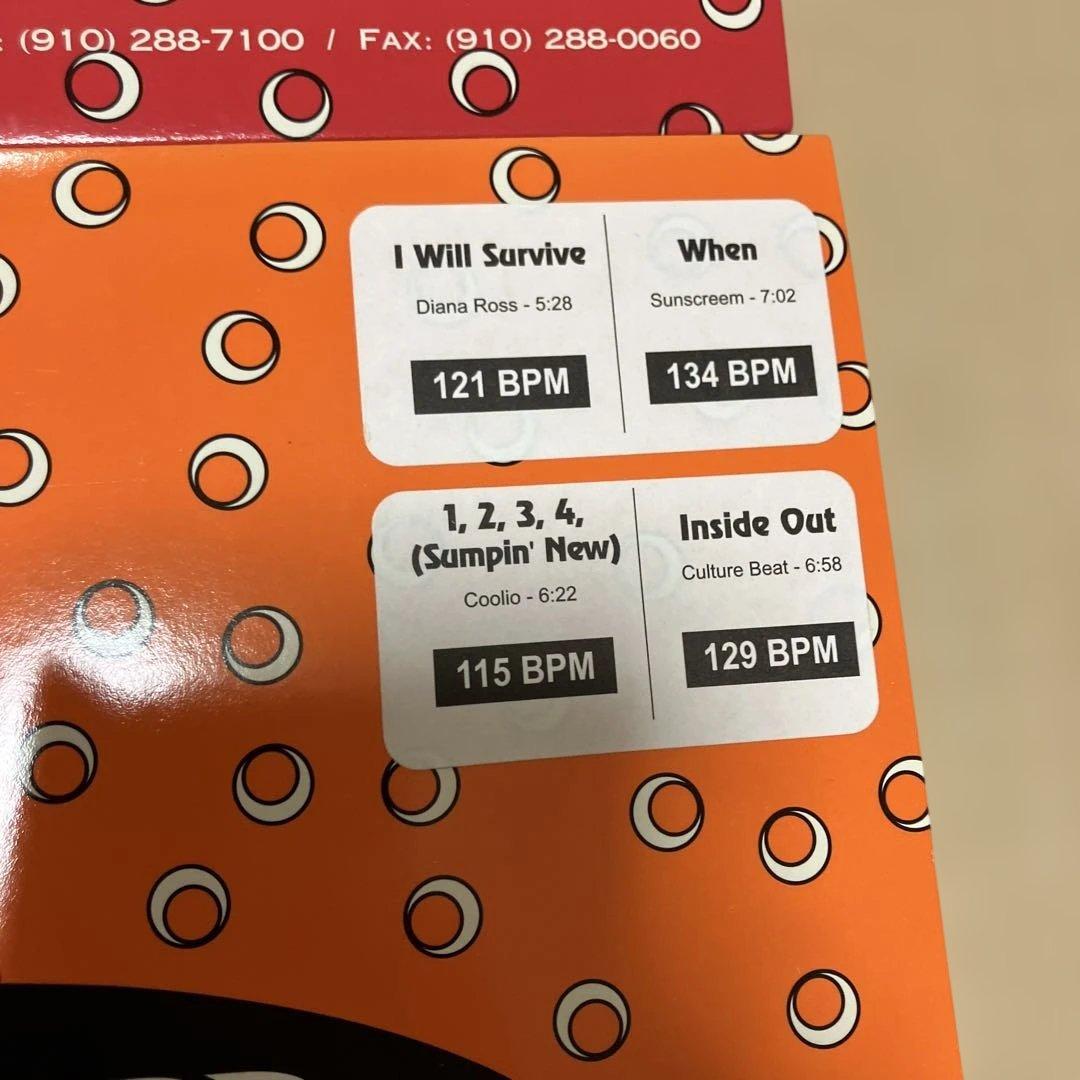 : (910) 288-7100 / FAX: (910) 288-0060
I Will Survive
Diana Ross - 5:28
121 BPM
When
Sunscreem - 7:02
134 BPM
1, 2, 3, 4,
(Sumpin' New)
Coolio - 6:22
115 BPM
Inside Out
Culture Beat - 6:58
129 BPM